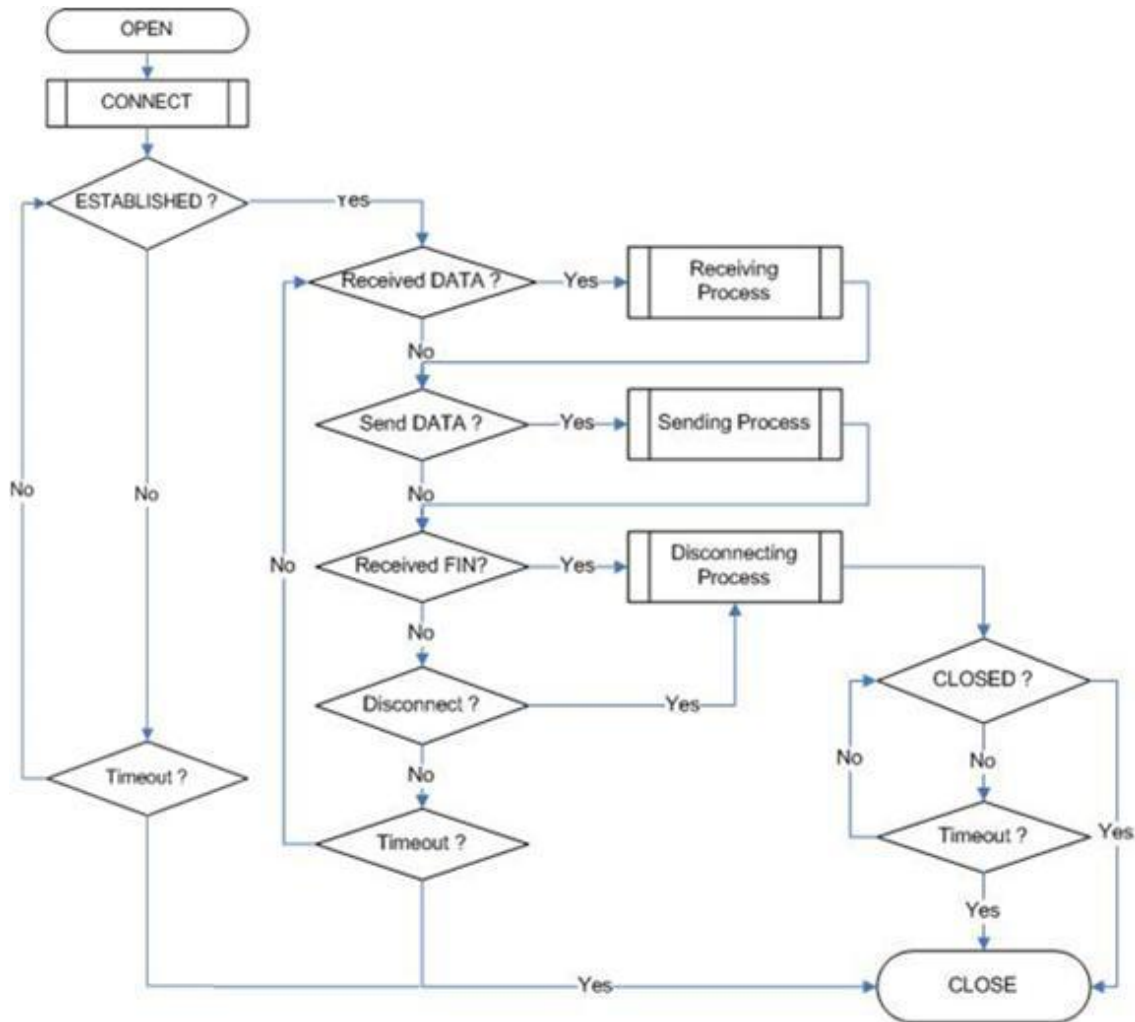 OPEN
CONNECT
ESTABLISHED ?
Yes
Received DATA ?
Yes
Receiving
Process
No
Send DATA ?
Yes
Sending Process
No
No
No
Received FIN?
Yes
Disconnecting
Process
No
No
CLOSED ?
Disconnect ?
Yes
No
No
No
Timeout ?
Timeout ?
Timeout ?
Yes
Yes
Yes
CLOSE